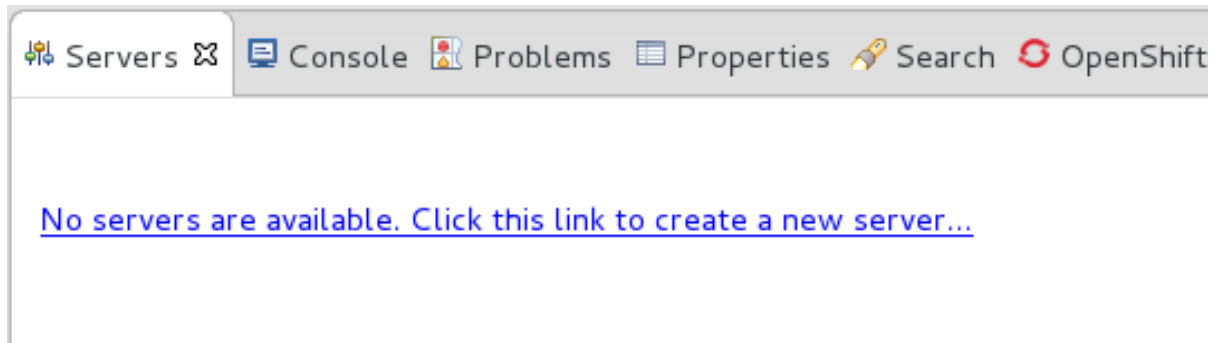 Servers Console Problems Properties Search OpenShift
No servers are available. Click this link to create a new server...